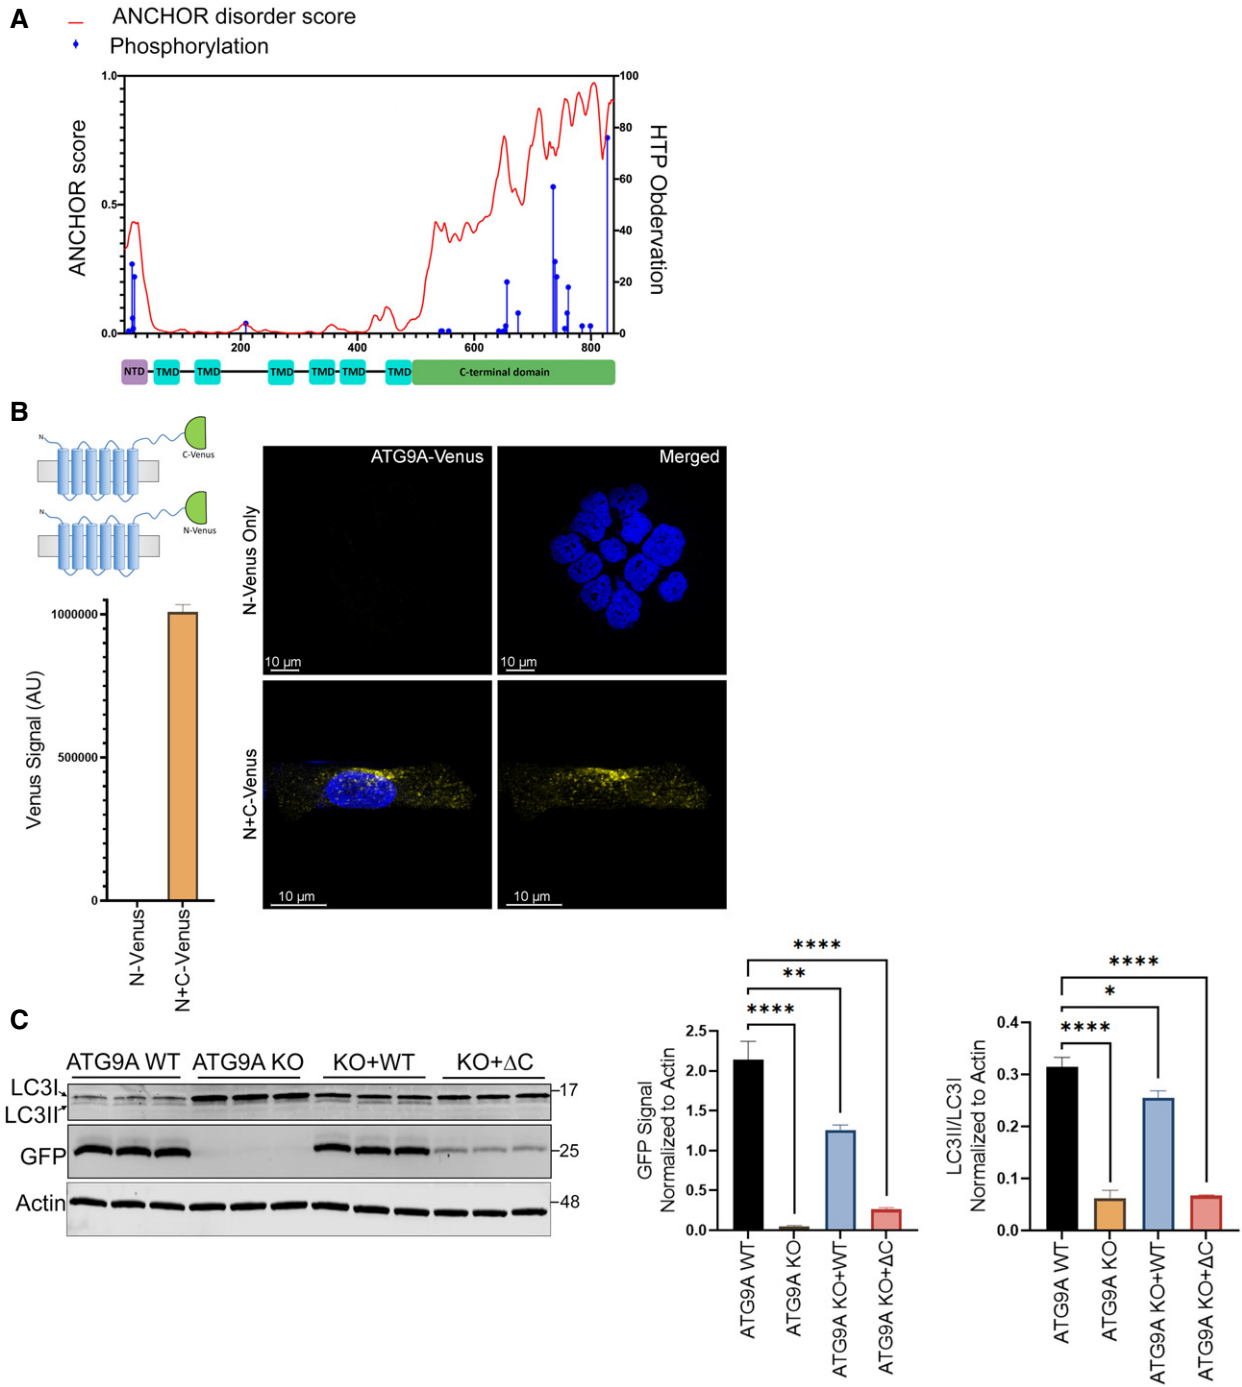 A
ANCHOR disorder score
Phosphorylation
1.0
0.5
0.0
ANCHOR score
100
80
60
40
20
0
HTP Obdervation
200
400
600
800
NTD
TMD
TMD
TMD
TMD
TMD
TMD
C-terminal domain
B
N
C-Venus
N
N-Venus
1000000
500000
0
Venus Signal (AU)
N-Venus
N+C-Venus
ATG9A-Venus
Merged
N-Venus Only
10 µm
10 µm
N+C-Venus
10 µm
10 µm
C
ATG9A WT
ATG9A KO
KO+WT
KO+ΔC
LC3I
LC3II
GFP
Actin
17
25
48
****
**
****
2.5
2.0
1.5
1.0
0.5
0.0
GFP Signal
Normalized to Actin
ATG9A WT
ATG9A KO
ATG9A KO+WT
ATG9A KO+ΔC
****
*
****
0.4
0.3
0.2
0.1
0.0
LC3II/LC3I
Normalized to Actin
ATG9A WT
ATG9A KO
ATG9A KO+WT
ATG9A KO+ΔC